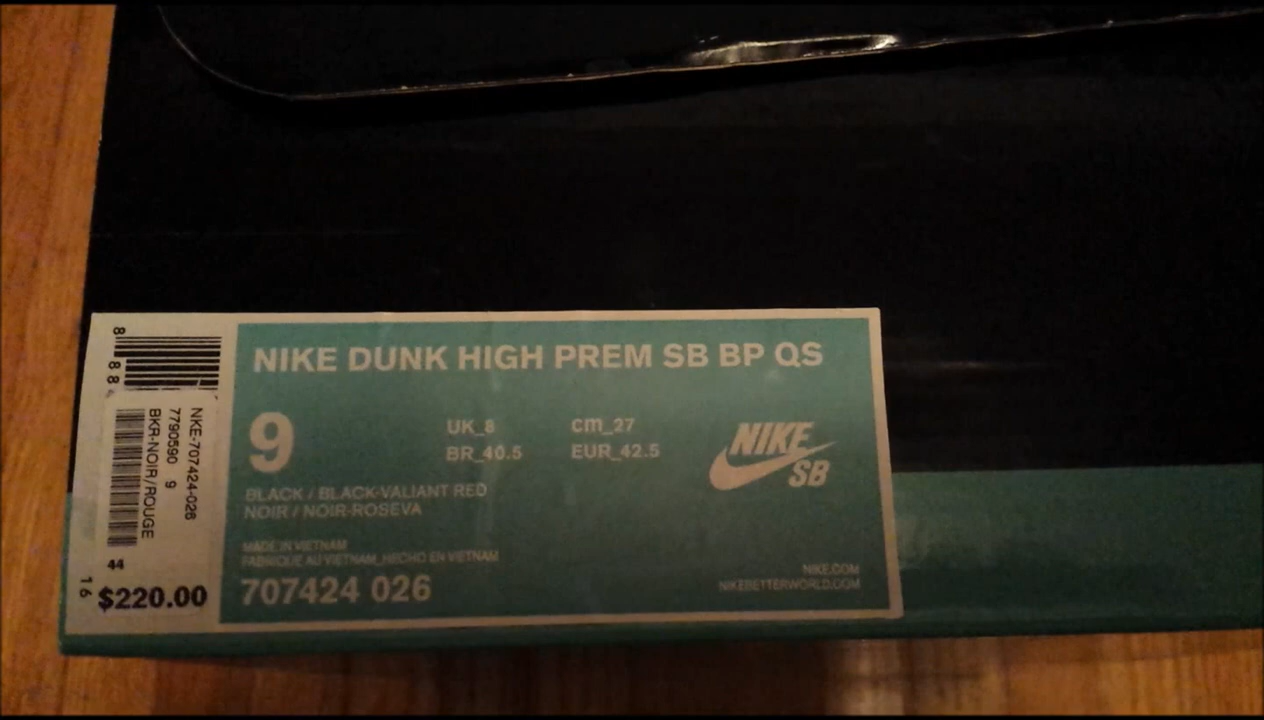 NIKE DUNK HIGH PREM SB BP QS
9
UK_8
cm_27
BR_40.5
EUR_42.5
NIKE
SB
BLACK / BLACK-VALIANT RED
NOIR / NOIR-ROSEVA
MADE IN VIETNAM
FABRIQUE AU VIETNAM_HECHO EN VIETNAM
707424 026
NIKE.COM
NIKEBETTERWORLD.COM
8
88
NKE-707424-026
7790590 9
BKR-NOIR/ROUGE
44
16
$220.00